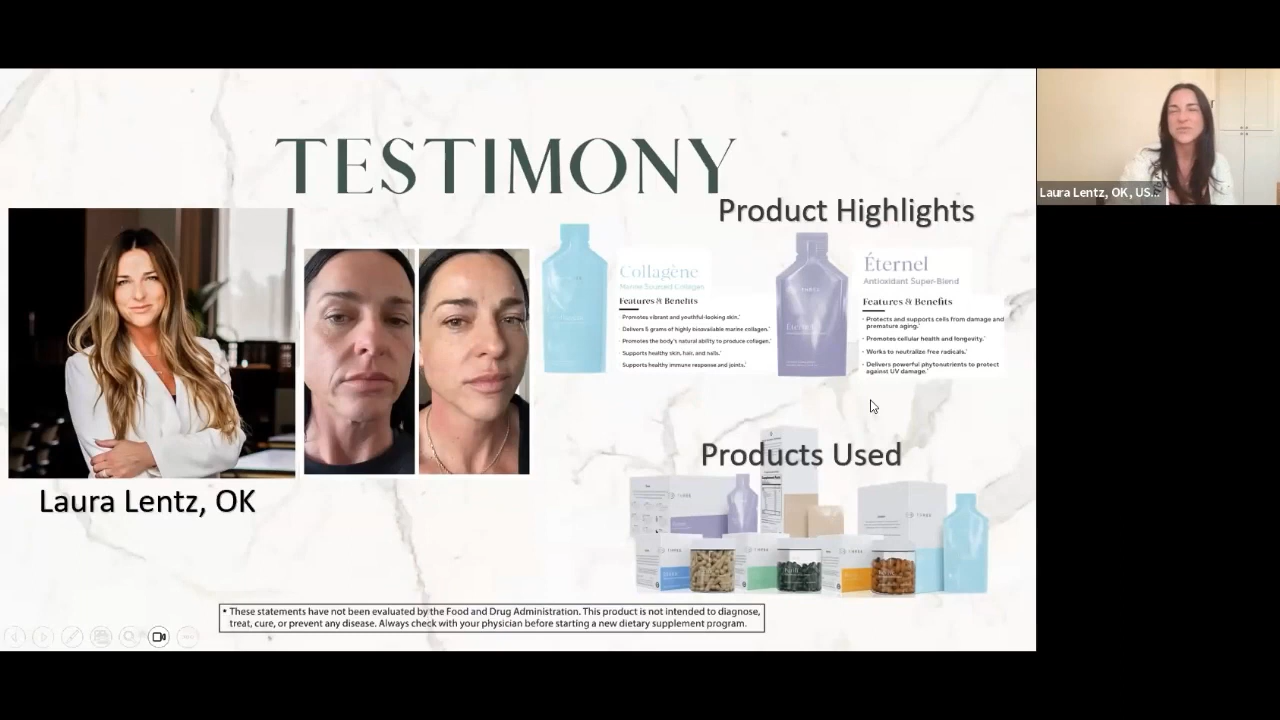 TESTIMONY
Product Highlights
Laura Lentz, OK, US...
Collagène
Marine Sourced Collagen
Features & Benefits
Promotes vibrant and youthful-looking skin.*
Delivers 5 grams of highly bioavailable marine collagen.*
Promotes the body's natural ability to produce collagen.*
Supports healthy skin, hair, and nails.*
Supports healthy immune response and joints.*
Éternel
Antioxidant Super-Blend
Features & Benefits
· Protects and supports cells from damage and
premature aging.*
· Promotes cellular health and longevity.*
· Works to neutralize free radicals.*
· Delivers powerful phytonutrients to protect
against UV damage.*
Products Used
Laura Lentz, OK
* These statements have not been evaluated by the Food and Drug Administration. This product is not intended to diagnose,
treat, cure, or prevent any disease. Always check with your physician before starting a new dietary supplement program.